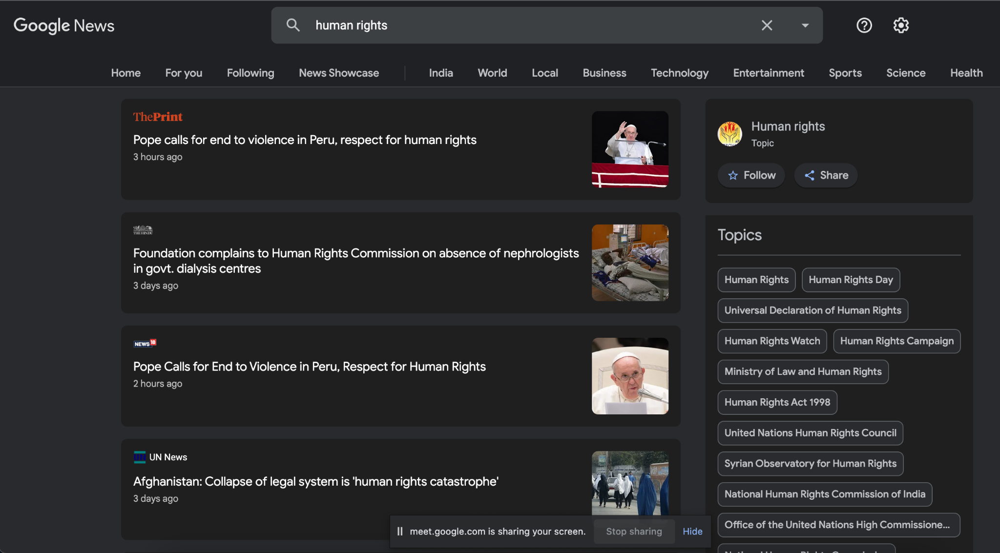 Google News
human rights
Home For you Following News Showcase India World Local Business Technology Entertainment Sports Science Health
ThePrint
Pope calls for end to violence in Peru, respect for human rights
3 hours ago
THE HINDU
Foundation complains to Human Rights Commission on absence of nephrologists
in govt. dialysis centres
3 days ago
NEWS18
Pope Calls for End to Violence in Peru, Respect for Human Rights
2 hours ago
UN UN News
Afghanistan: Collapse of legal system is 'human rights catastrophe'
3 days ago
Human rights
Topic
Follow Share
Topics
Human Rights Human Rights Day
Universal Declaration of Human Rights
Human Rights Watch Human Rights Campaign
Ministry of Law and Human Rights
Human Rights Act 1998
United Nations Human Rights Council
Syrian Observatory for Human Rights
National Human Rights Commission of India
Office of the United Nations High Commissione...
meet.google.com is sharing your screen. Stop sharing Hide